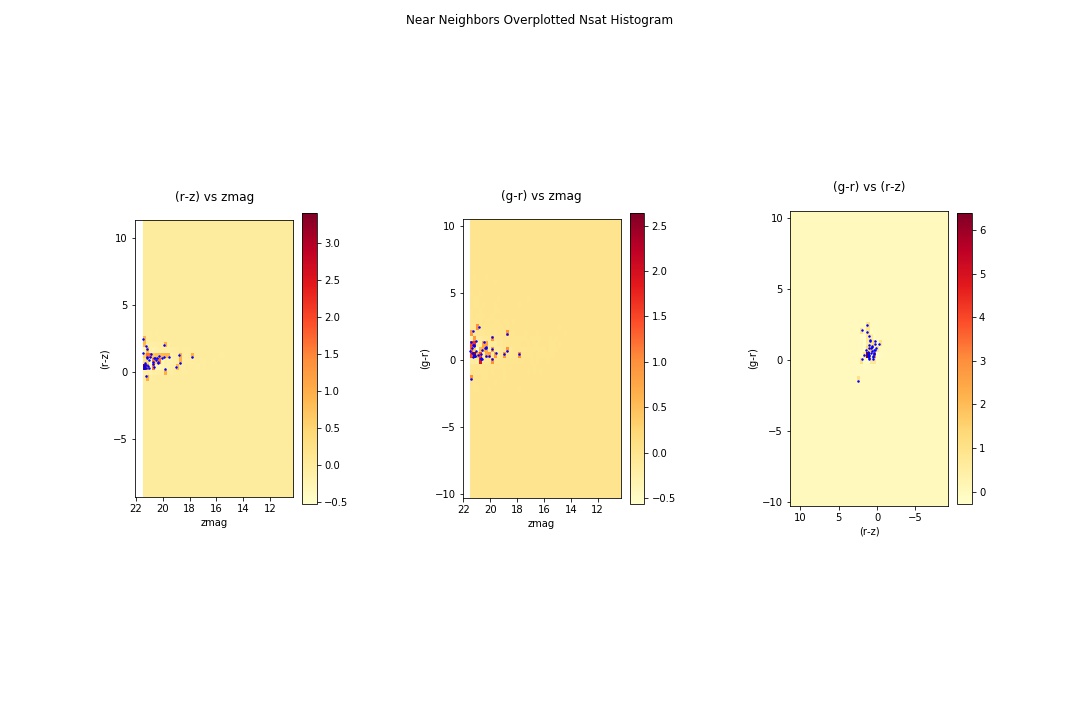 Near Neighbors Overplotted Nsat Histogram
(r-z) vs zmag
10
5
0
−5
(r-z)
22 20 18 16 14 12
zmag
3.0
2.5
2.0
1.5
1.0
0.5
0.0
−0.5
(g-r) vs zmag
10
5
0
−5
−10
(g-r)
22 20 18 16 14 12
zmag
2.5
2.0
1.5
1.0
0.5
0.0
−0.5
(g-r) vs (r-z)
10
5
0
−5
−10
(g-r)
10 5 0 −5
(r-z)
6
5
4
3
2
1
0